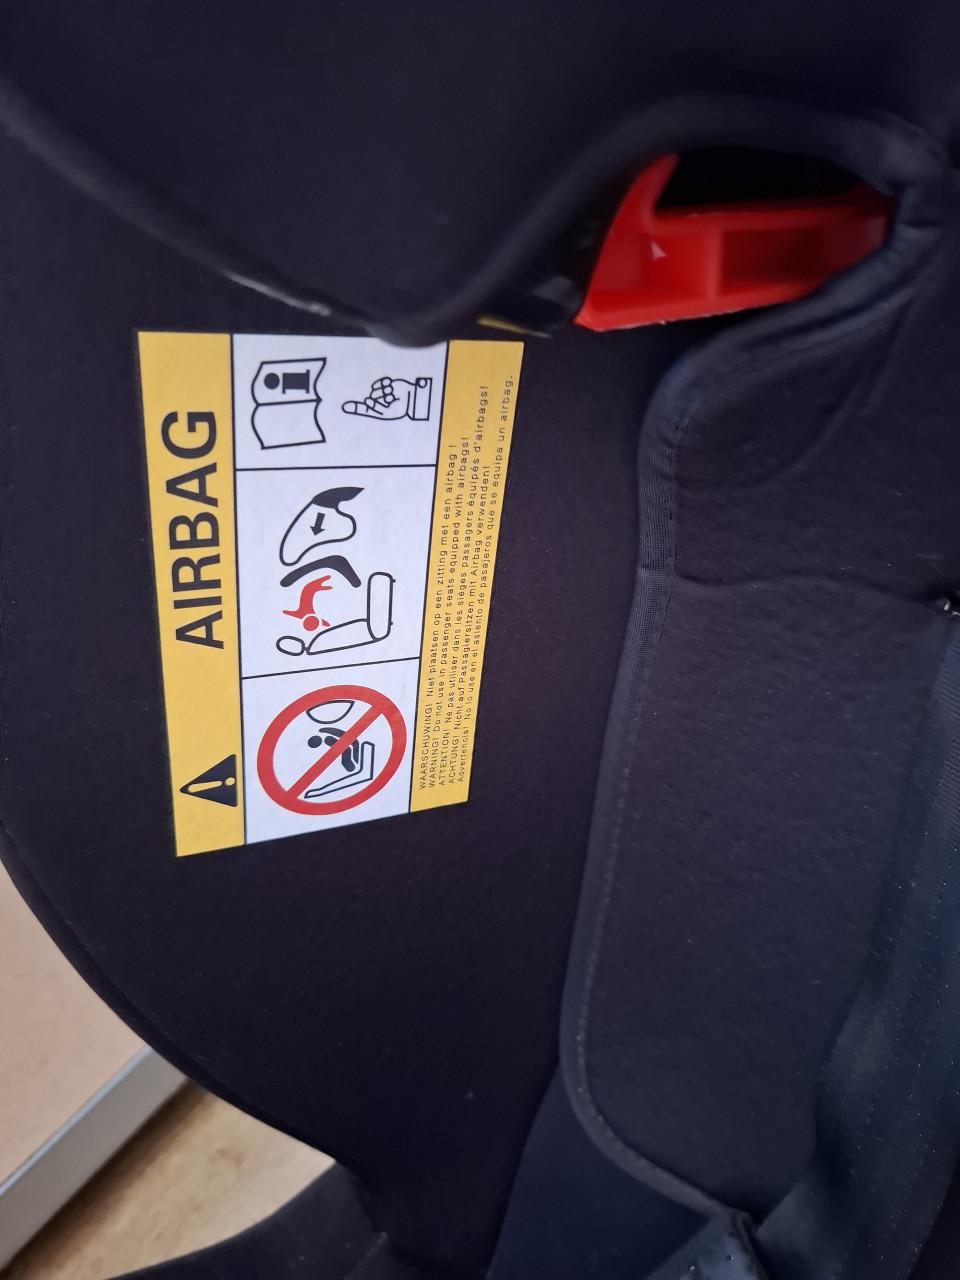 AIRBAG
WAARSCHUWING! Niet plaatsen op een zitting met een airbag !
WARNING! Do not use in passenger seats equipped with airbags!
ATTENTION! Ne pas utiliser dans les sièges passagers équipés d'airbags!
ACHTUNG! Nicht auf Passagiersitzen mit Airbag verwenden!
Advertencia! No lo use en el asiento de pasajeros que se equipa un airbag.